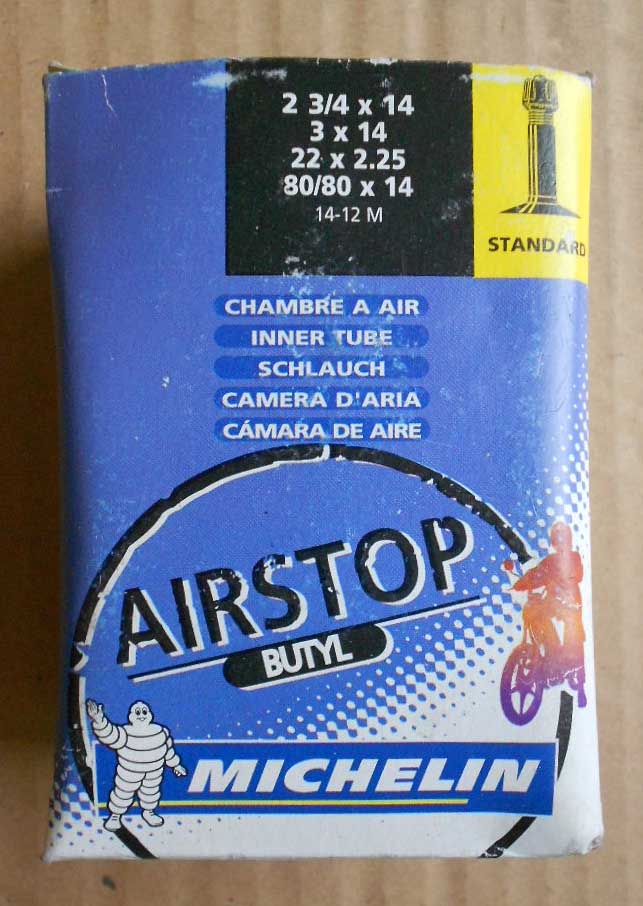 2 3/4 x 14
3 x 14
22 x 2.25
80/80 x 14
14-12 M
STANDARD
CHAMBRE A AIR
INNER TUBE
SCHLAUCH
CAMERA D'ARIA
CÁMARA DE AIRE
AIRSTOP
BUTYL
MICHELIN